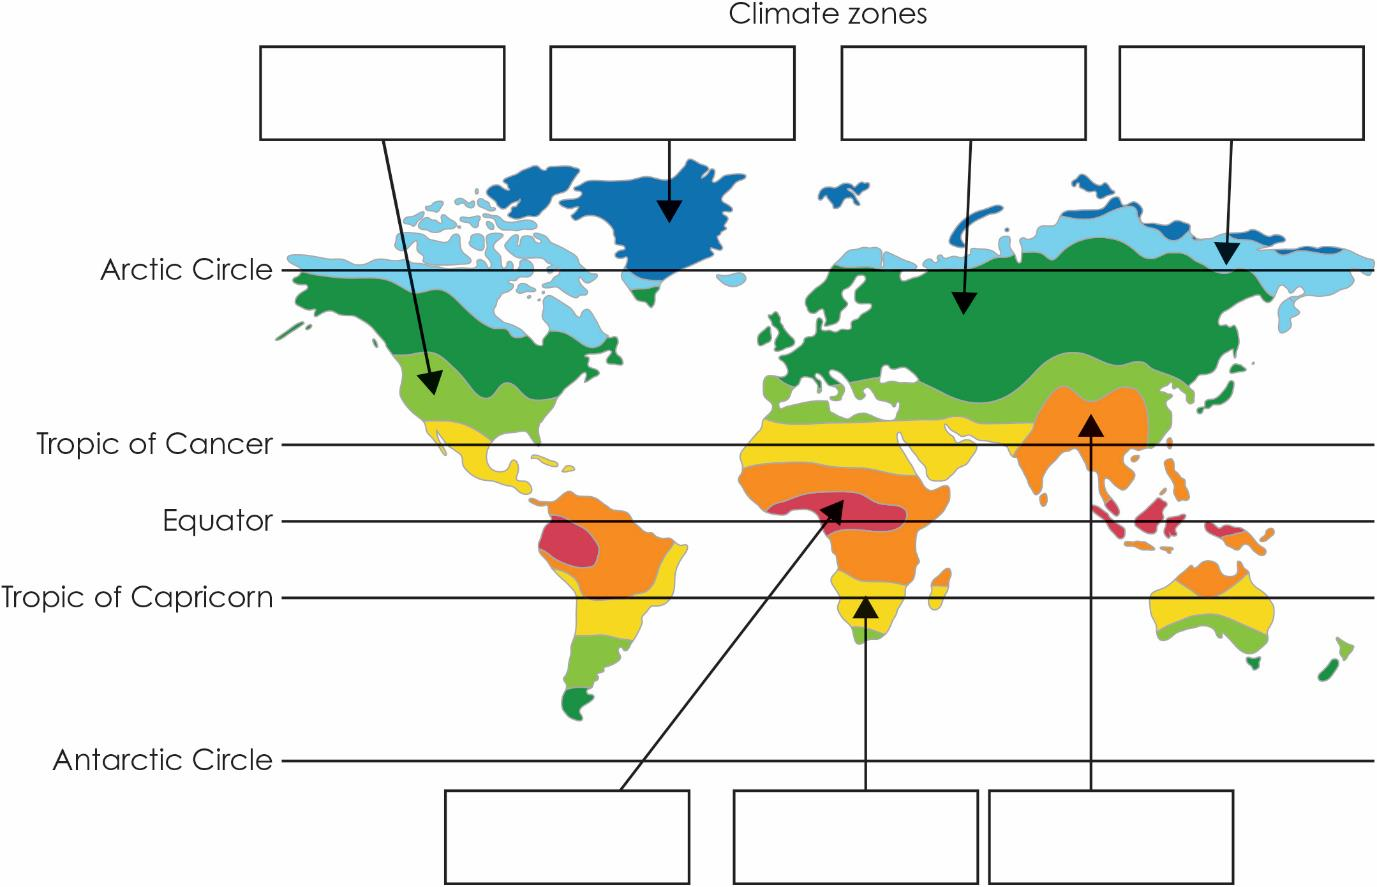 Climate zones
Arctic Circle
Tropic of Cancer
Equator
Tropic of Capricorn
Antarctic Circle